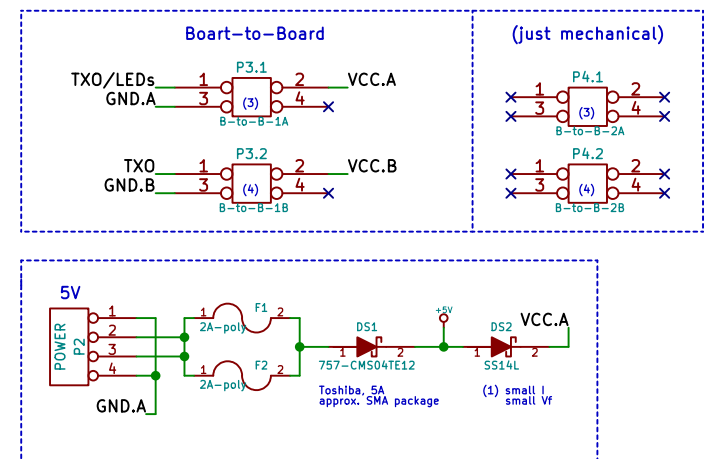 Boart-to-Board
(just mechanical)
P3.1
TXO/LEDs 1 2 VCC.A
GND.A 3 (3) 4
B-to-B-1A
P4.1
1 2
3 (3) 4
B-to-B-2A
P3.2
TXO 1 2 VCC.B
GND.B 3 (4) 4
B-to-B-1B
P4.2
1 2
3 (4) 4
B-to-B-2B
5V
POWER
P2
1
2
3
4
GND.A
F1
1 2
2A-poly
F2
1 2
2A-poly
DS1
1 2
757-CMS04TE12
Toshiba, 5A
approx. SMA package
+5V
DS2
1 2
SS14L
VCC.A
(1) small I
small Vf